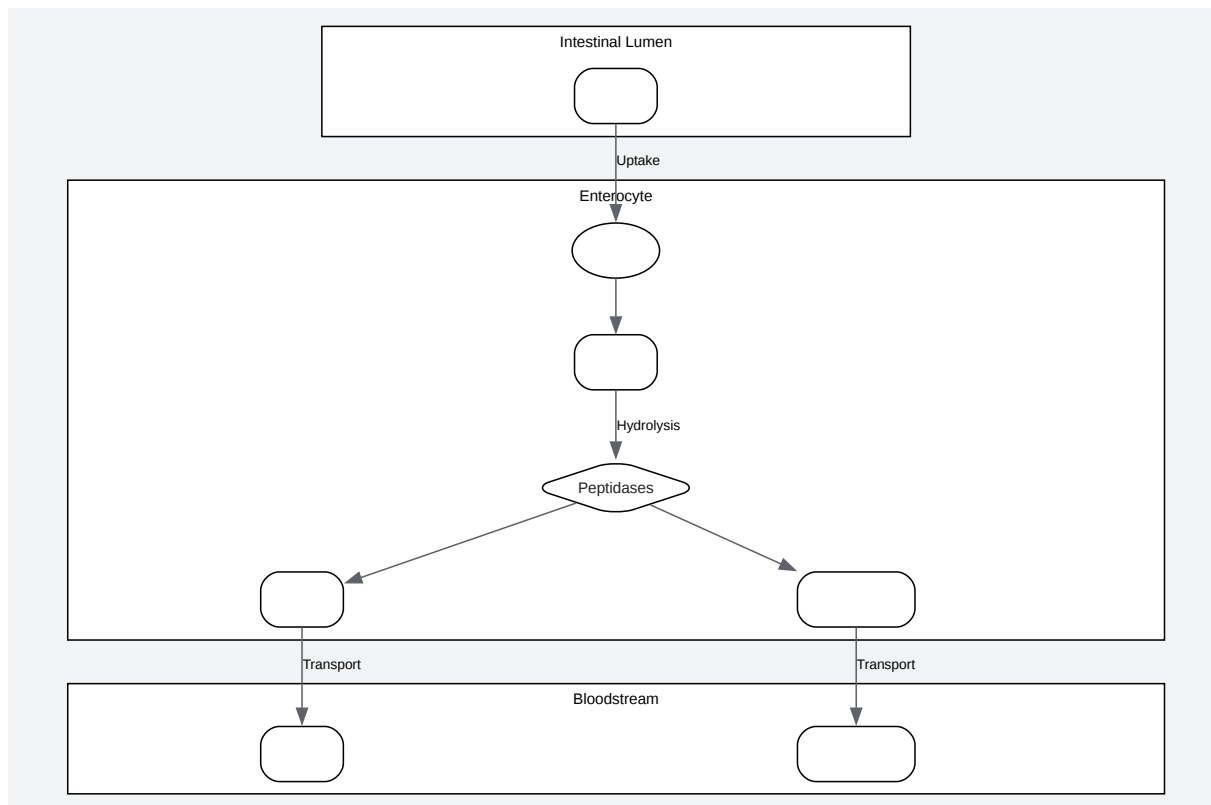 Intestinal Lumen
Uptake
Enterocyte
Hydrolysis
Peptidases
Transport
Transport
Bloodstream